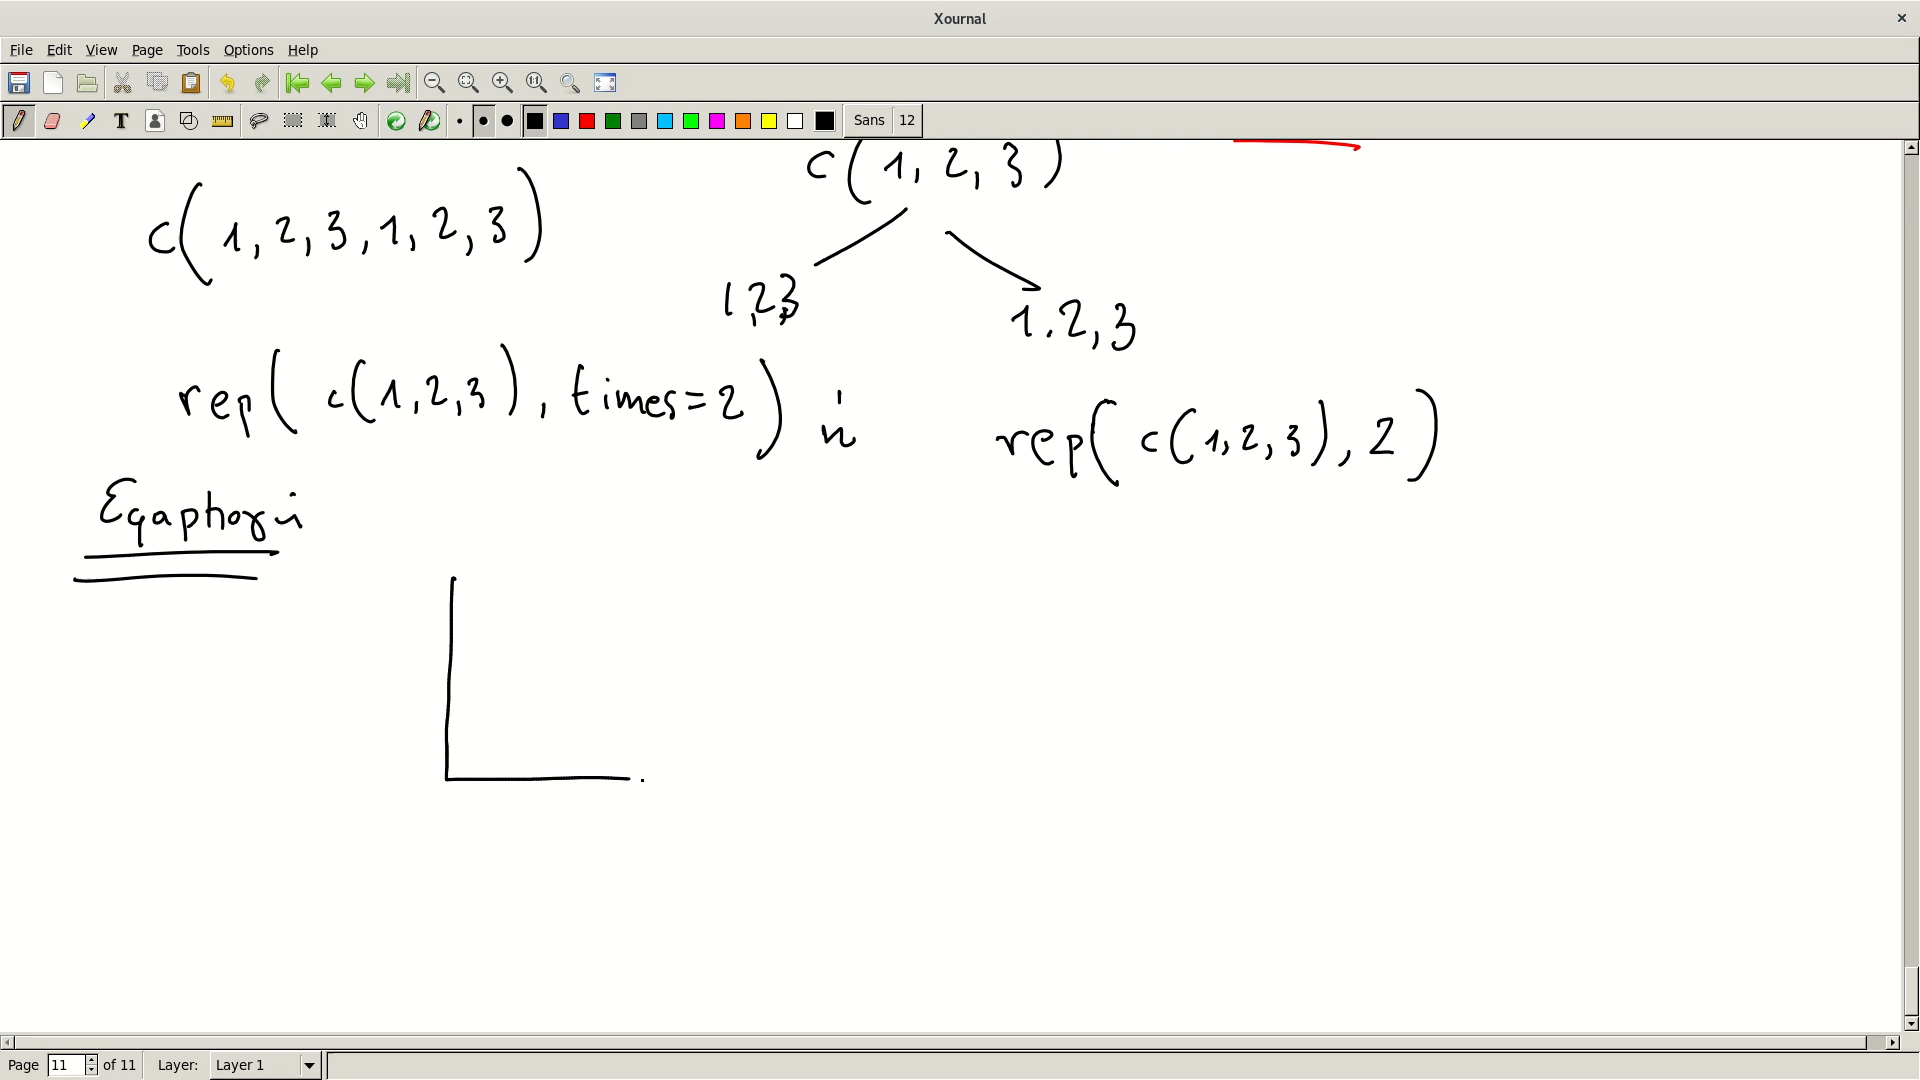 Xournal
File Edit View Page Tools Options Help
Sans 12
c(1, 2, 3)
c(1, 2, 3, 1, 2, 3)
1,2,3
1.2,3
rep( c(1,2,3), times=2 ) ή
rep( c(1,2,3), 2 )
Εφαρμογή
Page 11 of 11 Layer: Layer 1